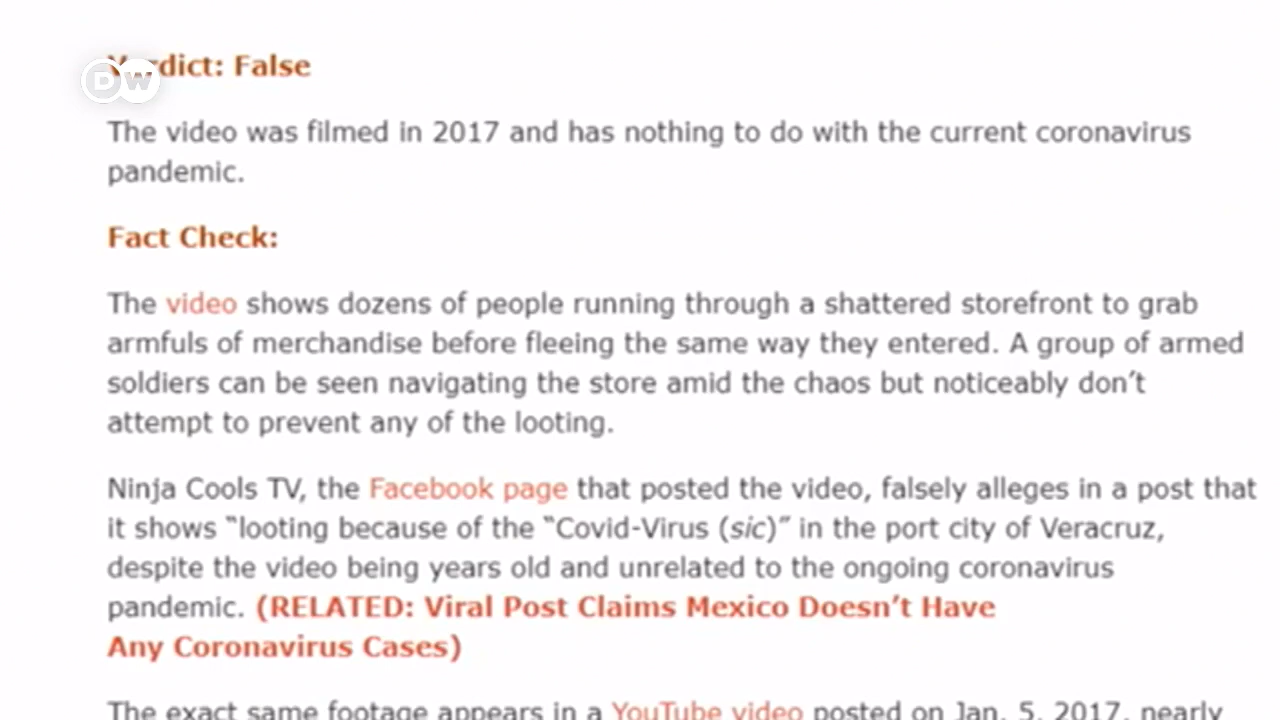 DW
Verdict: False
The video was filmed in 2017 and has nothing to do with the current coronavirus
pandemic.
Fact Check:
The video shows dozens of people running through a shattered storefront to grab
armfuls of merchandise before fleeing the same way they entered. A group of armed
soldiers can be seen navigating the store amid the chaos but noticeably don’t
attempt to prevent any of the looting.
Ninja Cools TV, the Facebook page that posted the video, falsely alleges in a post that
it shows “looting because of the “Covid-Virus (sic)” in the port city of Veracruz,
despite the video being years old and unrelated to the ongoing coronavirus
pandemic. (RELATED: Viral Post Claims Mexico Doesn’t Have
Any Coronavirus Cases)
The exact same footage appears in a YouTube video posted on Jan. 5, 2017, nearly